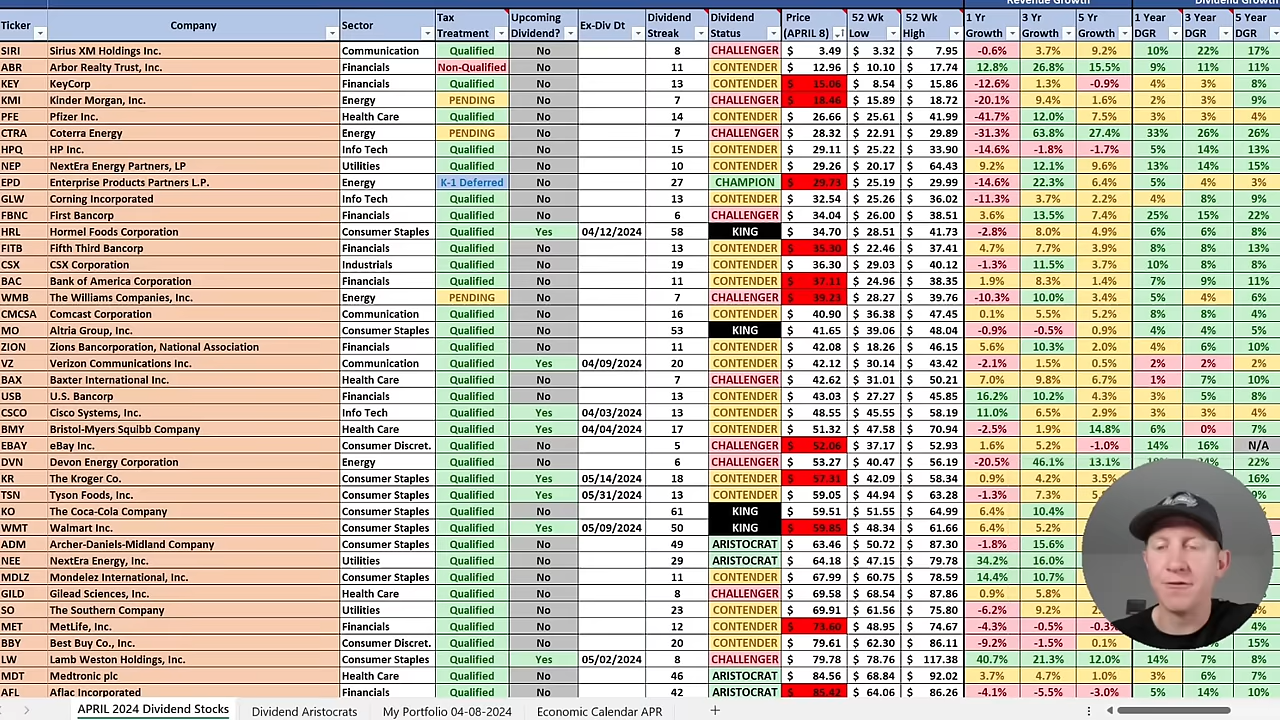 Revenue Growth Dividend Growth
Ticker Company Sector Tax Treatment Upcoming Dividend? Ex-Div Dt Dividend Streak Dividend Status Price (APRIL 8) 52 Wk Low 52 Wk High 1 Yr Growth 3 Yr Growth 5 Yr Growth 1 Year DGR 3 Year DGR 5 Year DGR
SIRI Sirius XM Holdings Inc. Communication Qualified No 8 CHALLENGER $ 3.49 $ 3.32 $ 7.95 -0.6% 3.7% 9.2% 10% 22% 17%
ABR Arbor Realty Trust, Inc. Financials Non-Qualified No 11 CONTENDER $ 12.96 $ 10.10 $ 17.74 12.8% 26.8% 15.5% 9% 11% 11%
KEY KeyCorp Financials Qualified No 13 CONTENDER $ 15.06 $ 8.54 $ 15.86 -12.6% 1.3% -0.9% 4% 3% 8%
KMI Kinder Morgan, Inc. Energy PENDING No 7 CHALLENGER $ 18.46 $ 15.89 $ 18.72 -20.1% 9.4% 1.6% 2% 3% 9%
PFE Pfizer Inc. Health Care Qualified No 14 CONTENDER $ 26.66 $ 25.61 $ 41.99 -41.7% 12.0% 7.5% 3% 3% 4%
CTRA Coterra Energy Energy PENDING No 7 CHALLENGER $ 28.32 $ 22.91 $ 29.89 -31.3% 63.8% 27.4% 33% 26% 26%
HPQ HP Inc. Info Tech Qualified No 15 CONTENDER $ 29.11 $ 25.22 $ 33.90 -14.6% -1.8% -1.7% 5% 14% 13%
NEP NextEra Energy Partners, LP Utilities Qualified No 10 CONTENDER $ 29.26 $ 20.17 $ 64.43 9.2% 12.1% 9.6% 13% 14% 15%
EPD Enterprise Products Partners L.P. Energy K-1 Deferred No 27 CHAMPION $ 29.73 $ 25.19 $ 29.99 -14.6% 22.3% 6.4% 5% 4% 3%
GLW Corning Incorporated Info Tech Qualified No 13 CONTENDER $ 32.54 $ 25.26 $ 36.02 -11.3% 3.7% 2.2% 4% 8% 9%
FBNC First Bancorp Financials Qualified No 6 CHALLENGER $ 34.04 $ 26.00 $ 38.51 3.6% 13.5% 7.4% 25% 15% 22%
HRL Hormel Foods Corporation Consumer Staples Qualified Yes 04/12/2024 58 KING $ 34.70 $ 28.51 $ 41.73 -2.8% 8.0% 4.9% 6% 6% 8%
FITB Fifth Third Bancorp Financials Qualified No 13 CONTENDER $ 35.30 $ 22.46 $ 37.41 4.7% 7.7% 3.9% 8% 8% 13%
CSX CSX Corporation Industrials Qualified No 19 CONTENDER $ 36.30 $ 29.03 $ 40.12 -1.3% 11.5% 3.7% 10% 8% 8%
BAC Bank of America Corporation Financials Qualified No 11 CONTENDER $ 37.11 $ 24.96 $ 38.35 1.9% 8.3% 1.4% 7% 9% 11%
WMB The Williams Companies, Inc. Energy PENDING No 7 CHALLENGER $ 39.23 $ 28.27 $ 39.76 -10.3% 10.0% 3.4% 5% 4% 6%
CMCSA Comcast Corporation Communication Qualified No 16 CONTENDER $ 40.90 $ 36.38 $ 47.45 0.1% 5.5% 5.2% 8% 8% 4%
MO Altria Group, Inc. Consumer Staples Qualified No 53 KING $ 41.65 $ 39.06 $ 48.04 -0.9% -0.5% 0.9% 4% 4% 5%
ZION Zions Bancorporation, National Association Financials Qualified No 11 CONTENDER $ 42.08 $ 18.26 $ 46.15 5.6% 10.3% 2.0% 4% 6% 10%
VZ Verizon Communications Inc. Communication Qualified Yes 04/09/2024 20 CONTENDER $ 42.12 $ 30.14 $ 43.42 -2.1% 1.5% 0.5% 2% 2% 2%
BAX Baxter International Inc. Health Care Qualified No 7 CHALLENGER $ 42.62 $ 31.01 $ 50.21 7.0% 9.8% 6.7% 1% 7% 10%
USB U.S. Bancorp Financials Qualified No 13 CONTENDER $ 43.03 $ 27.27 $ 45.85 16.2% 10.2% 4.3% 3% 5% 8%
CSCO Cisco Systems, Inc. Info Tech Qualified Yes 04/03/2024 13 CONTENDER $ 48.55 $ 45.55 $ 58.19 11.0% 6.5% 2.9% 3% 3% 4%
BMY Bristol-Myers Squibb Company Health Care Qualified Yes 04/04/2024 17 CONTENDER $ 51.32 $ 47.58 $ 70.94 -2.5% 1.9% 14.8% 6% 0% 7%
EBAY eBay Inc. Consumer Discret. Qualified No 5 CHALLENGER $ 52.06 $ 37.17 $ 52.93 1.6% 5.2% -1.0% 14% 16% N/A
DVN Devon Energy Corporation Energy Qualified No 6 CHALLENGER $ 53.27 $ 40.47 $ 56.19 -20.5% 46.1% 13.1% 22%
KR The Kroger Co. Consumer Staples Qualified Yes 05/14/2024 18 CONTENDER $ 57.31 $ 42.09 $ 58.34 0.9% 4.2% 16%
TSN Tyson Foods, Inc. Consumer Staples Qualified Yes 05/31/2024 13 CONTENDER $ 59.05 $ 44.94 $ 63.28 -1.3% 7.3%
KO The Coca-Cola Company Consumer Staples Qualified No 61 KING $ 59.51 $ 51.55 $ 64.99 6.4% 10.4%
WMT Walmart Inc. Consumer Staples Qualified Yes 05/09/2024 50 KING $ 59.85 $ 48.34 $ 61.66 6.4% 5.2%
ADM Archer-Daniels-Midland Company Consumer Staples Qualified No 49 ARISTOCRAT $ 63.46 $ 50.72 $ 87.30 -1.8% 15.6%
NEE NextEra Energy, Inc. Utilities Qualified No 29 ARISTOCRAT $ 64.18 $ 47.15 $ 79.78 34.2% 16.0%
MDLZ Mondelez International, Inc. Consumer Staples Qualified No 11 CONTENDER $ 67.99 $ 60.75 $ 78.59 14.4% 10.7%
GILD Gilead Sciences, Inc. Health Care Qualified No 8 CHALLENGER $ 69.58 $ 68.54 $ 87.86 0.9% 5.8%
SO The Southern Company Utilities Qualified No 23 CONTENDER $ 69.91 $ 61.56 $ 75.80 -6.2% 9.2%
MET MetLife, Inc. Financials Qualified No 12 CONTENDER $ 73.60 $ 48.95 $ 74.67 -4.3% -0.5% 4%
BBY Best Buy Co., Inc. Consumer Discret. Qualified No 20 CONTENDER $ 79.61 $ 62.30 $ 86.11 -9.2% -1.5% 0.1% 15%
LW Lamb Weston Holdings, Inc. Consumer Staples Qualified Yes 05/02/2024 8 CHALLENGER $ 79.78 $ 78.76 $ 117.38 40.7% 21.3% 12.0% 14% 7% 8%
MDT Medtronic plc Health Care Qualified No 46 ARISTOCRAT $ 84.56 $ 68.84 $ 92.02 3.7% 4.7% 1.0% 3% 6% 7%
AFL Aflac Incorporated Financials Qualified No 42 ARISTOCRAT $ 85.42 $ 64.06 $ 86.26 -4.1% -5.5% -3.0% 5% 14% 10%
APRIL 2024 Dividend Stocks Dividend Aristocrats My Portfolio 04-08-2024 Economic Calendar APR +